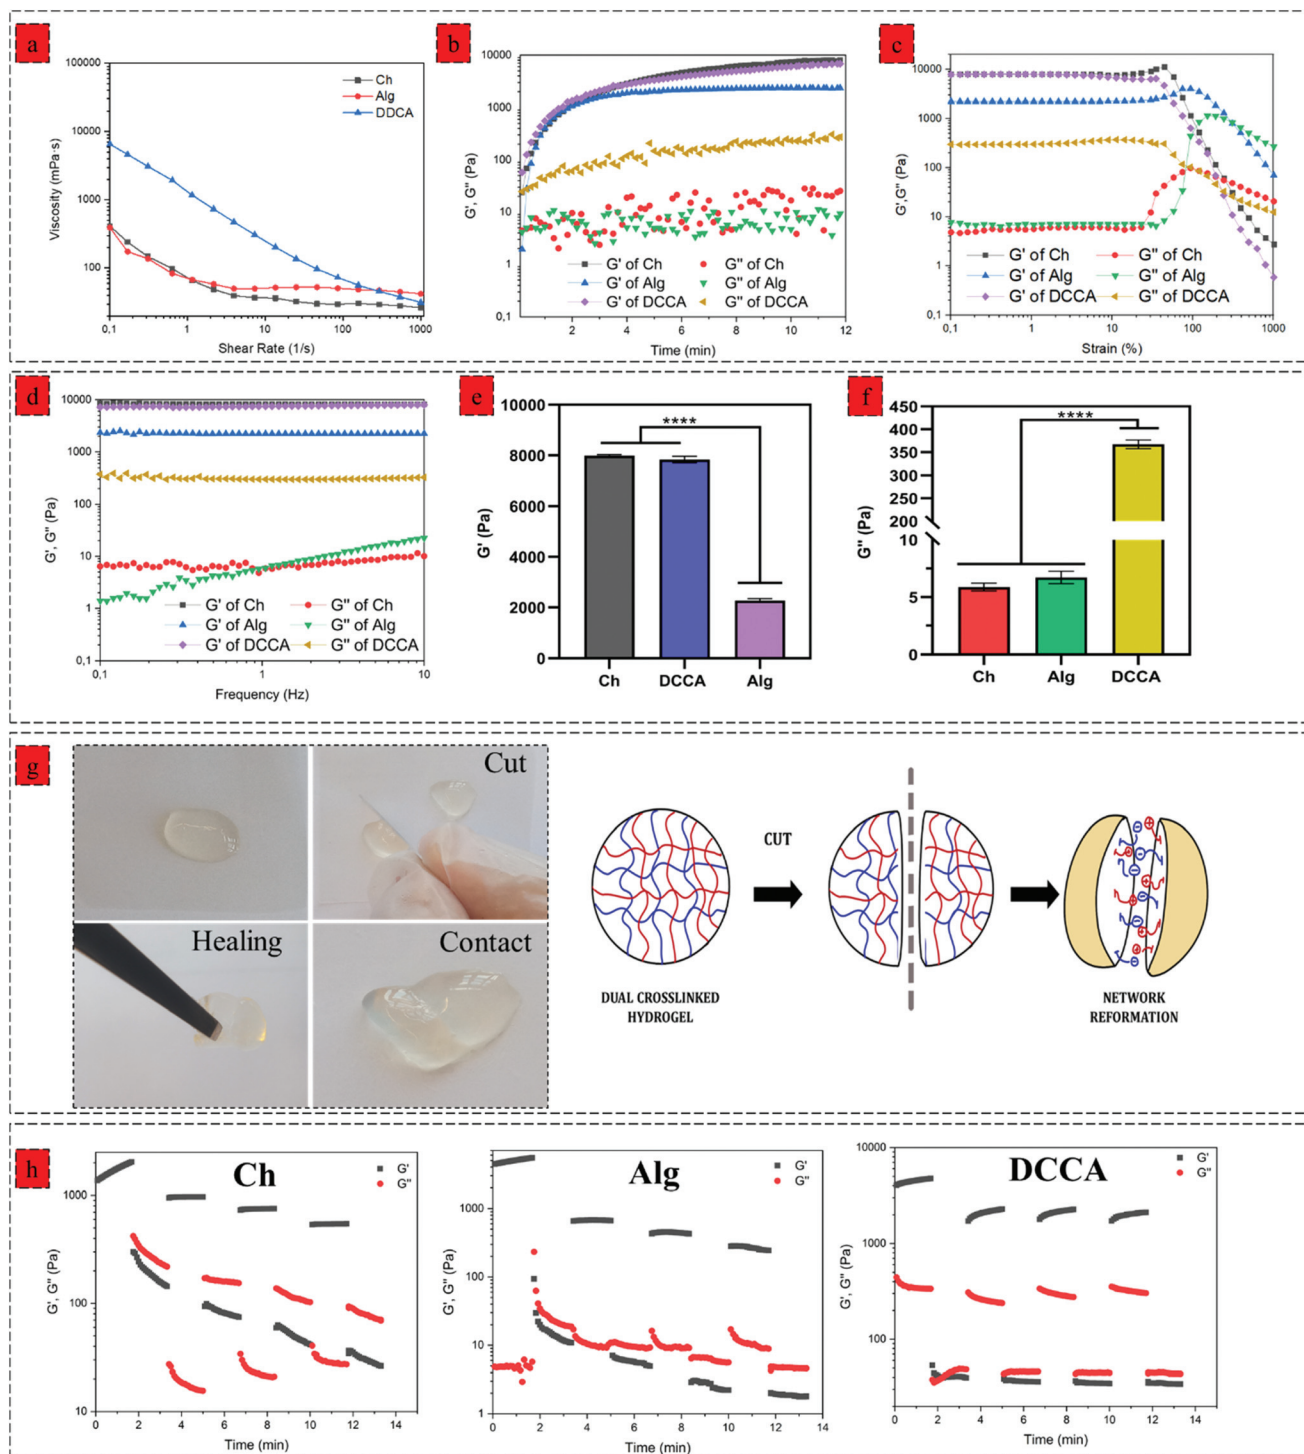 a
100000
10000
1000
100
Viscosity (mPa·s)
0,1 1 10 100 1000
Shear Rate (1/s)
Ch
Alg
DDCA
b
10000
1000
100
10
1
0,1
G', G'' (Pa)
2 4 6 8 10 12
Time (min)
G' of Ch G'' of Ch
G' of Alg G'' of Alg
G' of DCCA G'' of DCCA
c
10000
1000
100
10
1
0,1
G',G'' (Pa)
0,1 1 10 100 1000
Strain (%)
G' of Ch G'' of Ch
G' of Alg G'' of Alg
G' of DCCA G'' of DCCA
d
10000
1000
100
10
1
0,1
G', G'' (Pa)
0,1 1 10
Frequency (Hz)
G' of Ch G'' of Ch
G' of Alg G'' of Alg
G' of DCCA G'' of DCCA
e
10000
8000
6000
4000
2000
0
G' (Pa)
****
Ch DCCA Alg
f
450
400
350
300
250
200
10
5
0
G'' (Pa)
****
Ch Alg DCCA
g
Cut
Healing
Contact
CUT
DUAL CROSSLINKED
HYDROGEL
NETWORK
REFORMATION
h
Ch
G'
G''
1000
100
10
G', G'' (Pa)
0 2 4 6 8 10 12 14
Time (min)
Alg
G'
G''
1000
100
10
1
G', G'' (Pa)
0 2 4 6 8 10 12 14
Time (min)
DCCA
G'
G''
10000
1000
100
G', G'' (Pa)
0 2 4 6 8 10 12 14
Time (min)